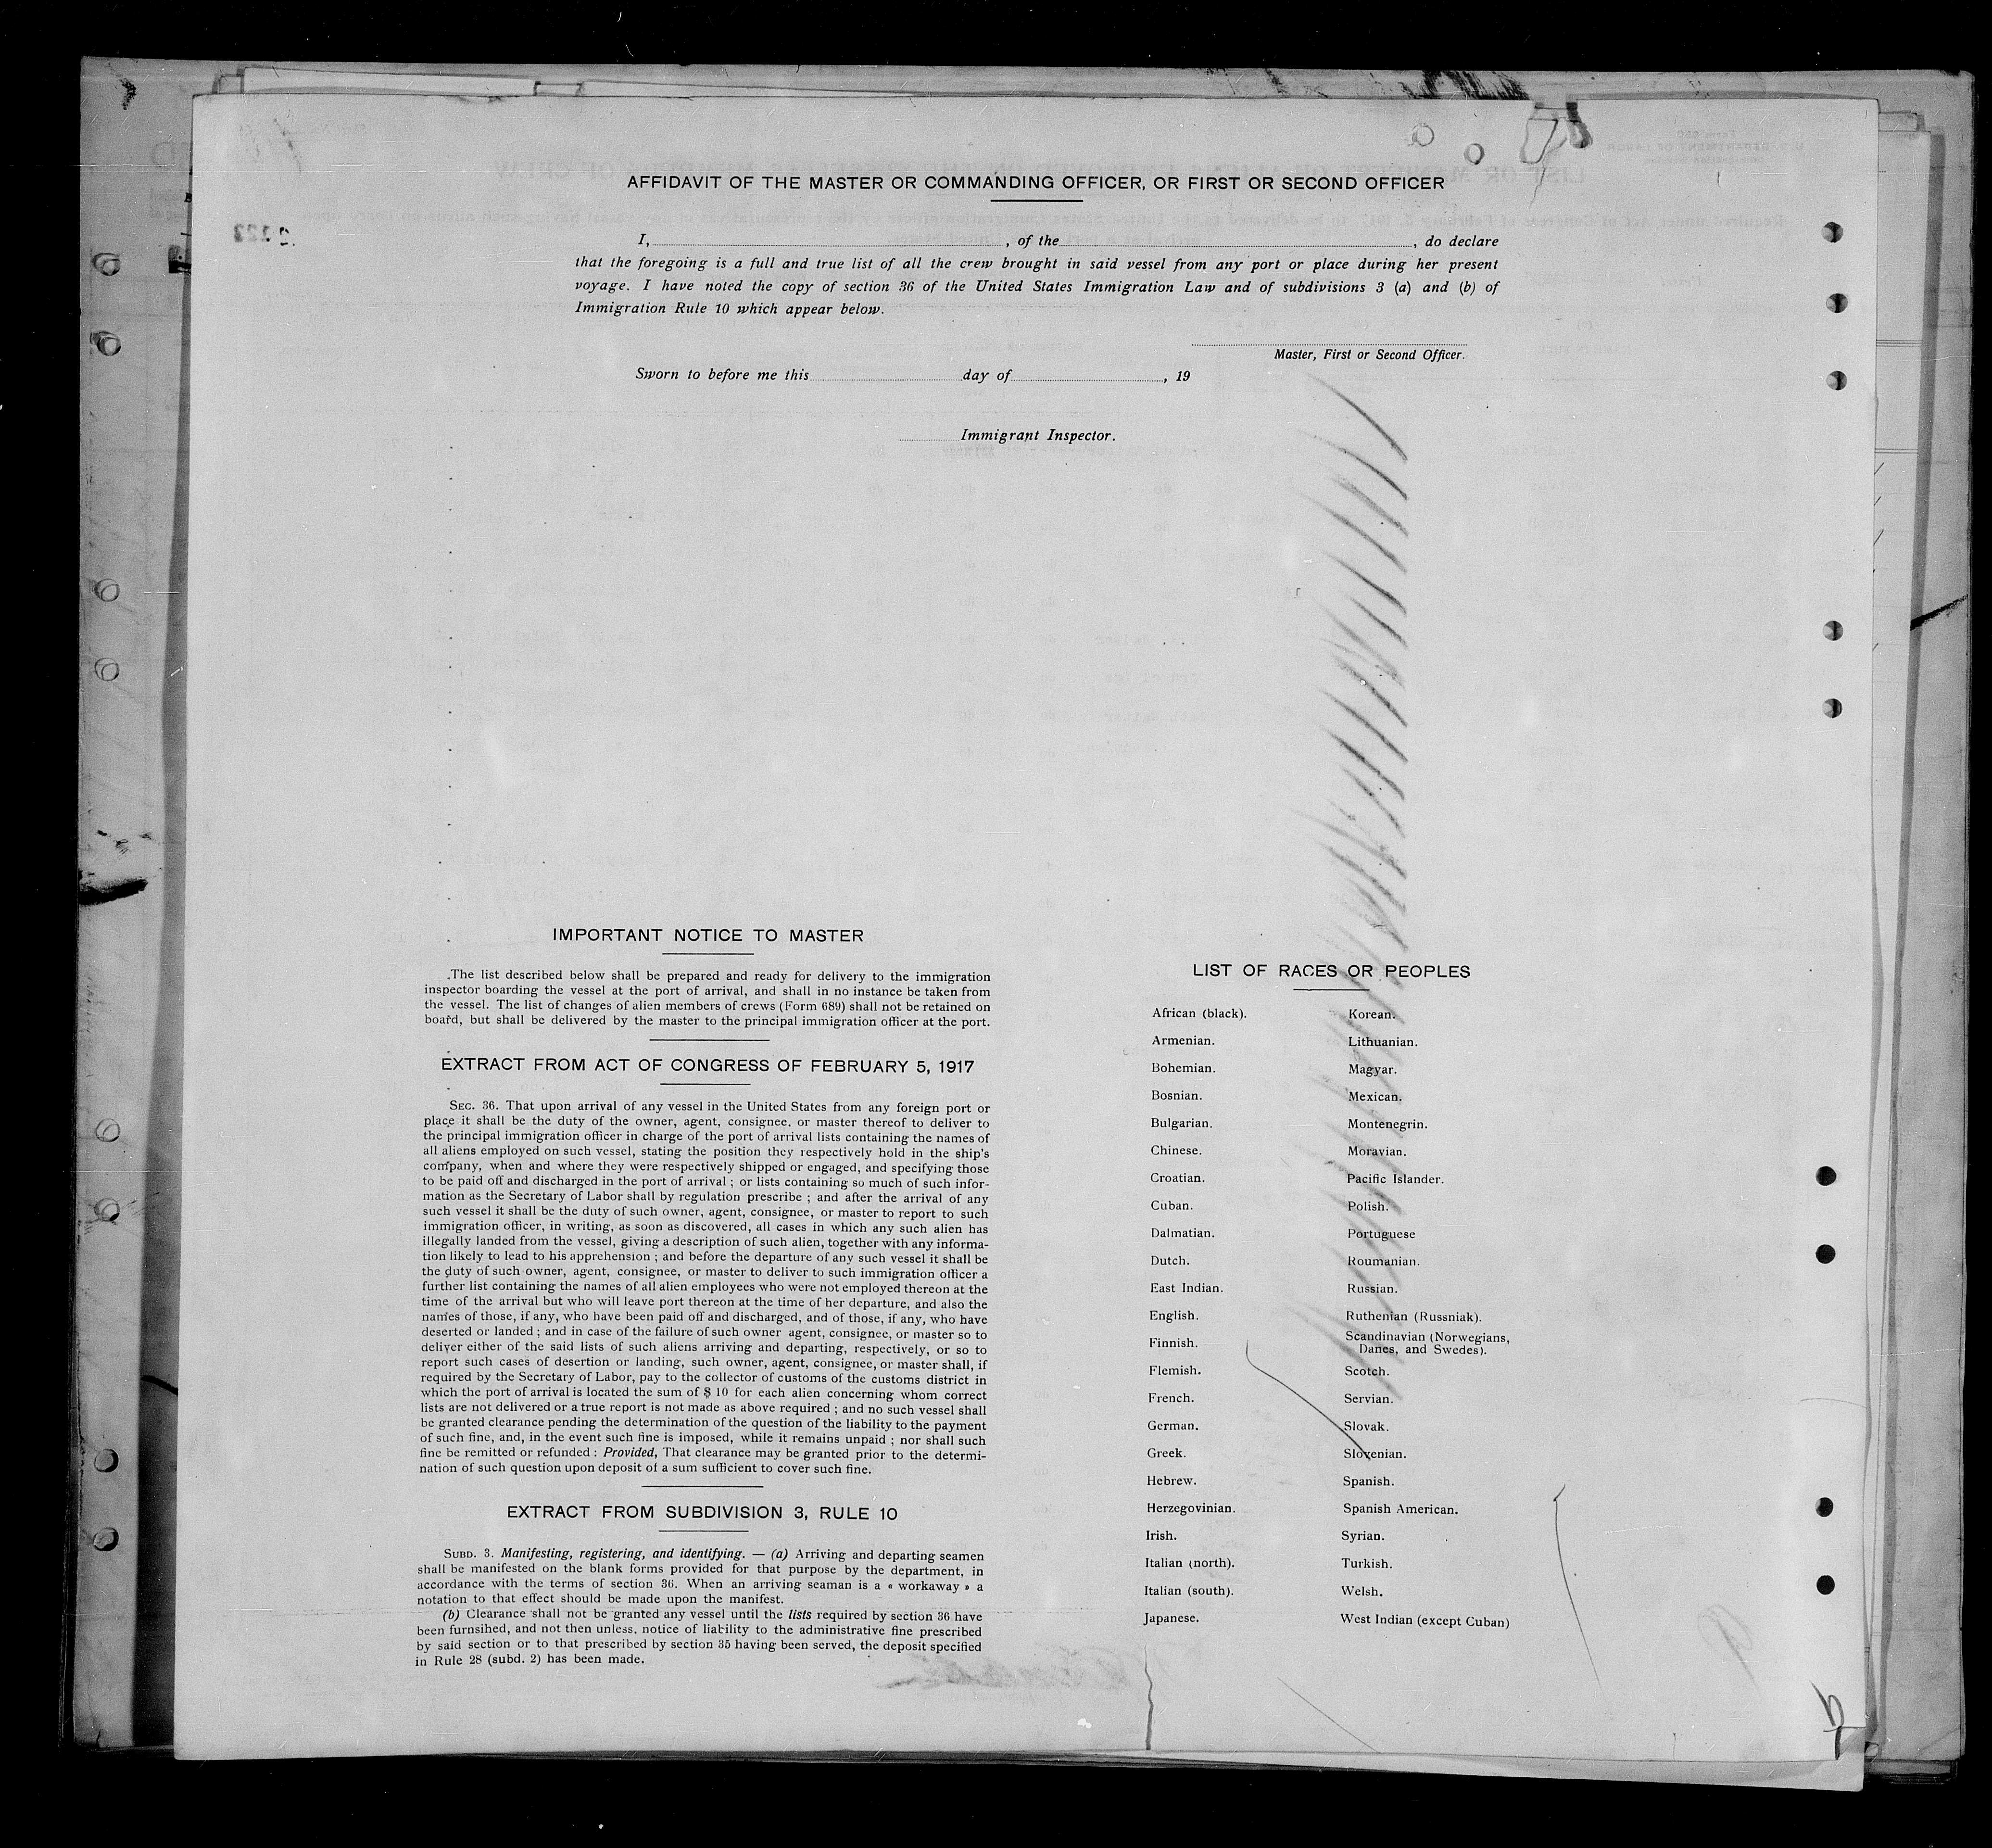 AFFIDAVIT OF THE MASTER OR COMMANDING OFFICER, OR FIRST OR SECOND OFFICER
I, , of the , do declare
that the foregoing is a full and true list of all the crew brought in said vessel from any port or place during her present
voyage. I have noted the copy of section 36 of the United States Immigration Law and of subdivisions 3 (a) and (b) of
Immigration Rule 10 which appear below.
Master, First or Second Officer.
Sworn to before me this day of , 19
Immigrant Inspector.
IMPORTANT NOTICE TO MASTER
The list described below shall be prepared and ready for delivery to the immigration
inspector boarding the vessel at the port of arrival, and shall in no instance be taken from
the vessel. The list of changes of alien members of crews (Form 689) shall not be retained on
board, but shall be delivered by the master to the principal immigration officer at the port.
EXTRACT FROM ACT OF CONGRESS OF FEBRUARY 5, 1917
SEC. 36. That upon arrival of any vessel in the United States from any foreign port or
place it shall be the duty of the owner, agent, consignee. or master thereof to deliver to
the principal immigration officer in charge of the port of arrival lists containing the names of
all aliens employed on such vessel, stating the position they respectively hold in the ship's
company, when and where they were respectively shipped or engaged, and specifying those
to be paid off and discharged in the port of arrival ; or lists containing so much of such infor-
mation as the Secretary of Labor shall by regulation prescribe ; and after the arrival of any
such vessel it shall be the duty of such owner, agent, consignee, or master to report to such
immigration officer, in writing, as soon as discovered, all cases in which any such alien has
illegally landed from the vessel, giving a description of such alien, together with any informa-
tion likely to lead to his apprehension ; and before the departure of any such vessel it shall be
the duty of such owner, agent, consignee, or master to deliver to such immigration officer a
further list containing the names of all alien employees who were not employed thereon at the
time of the arrival but who will leave port thereon at the time of her departure, and also the
names of those, if any, who have been paid off and discharged, and of those, if any, who have
deserted or landed ; and in case of the failure of such owner agent, consignee, or master so to
deliver either of the said lists of such aliens arriving and departing, respectively, or so to
report such cases of desertion or landing, such owner, agent, consignee, or master shall, if
required by the Secretary of Labor, pay to the collector of customs of the customs district in
which the port of arrival is located the sum of $ 10 for each alien concerning whom correct
lists are not delivered or a true report is not made as above required ; and no such vessel shall
be granted clearance pending the determination of the question of the liability to the payment
of such fine, and, in the event such fine is imposed, while it remains unpaid ; nor shall such
fine be remitted or refunded : Provided, That clearance may be granted prior to the determi-
nation of such question upon deposit of a sum sufficient to cover such fine.
EXTRACT FROM SUBDIVISION 3, RULE 10
SUBD. 3. Manifesting, registering, and identifying. — (a) Arriving and departing seamen
shall be manifested on the blank forms provided for that purpose by the department, in
accordance with the terms of section 36. When an arriving seaman is a « workaway » a
notation to that effect should be made upon the manifest.
(b) Clearance shall not be granted any vessel until the lists required by section 36 have
been furnsihed, and not then unless, notice of liability to the administrative fine prescribed
by said section or to that prescribed by section 35 having been served, the deposit specified
in Rule 28 (subd. 2) has been made.
LIST OF RACES OR PEOPLES
African (black).
Armenian.
Bohemian.
Bosnian.
Bulgarian.
Chinese.
Croatian.
Cuban.
Dalmatian.
Dutch.
East Indian.
English.
Finnish.
Flemish.
French.
German.
Greek.
Hebrew.
Herzegovinian.
Irish.
Italian (north).
Italian (south).
Japanese.
Korean.
Lithuanian.
Magyar.
Mexican.
Montenegrin.
Moravian.
Pacific Islander.
Polish.
Portuguese
Roumanian.
Russian.
Ruthenian (Russniak).
Scandinavian (Norwegians,
Danes, and Swedes).
Scotch.
Servian.
Slovak.
Slovenian.
Spanish.
Spanish American.
Syrian.
Turkish.
Welsh.
West Indian (except Cuban)